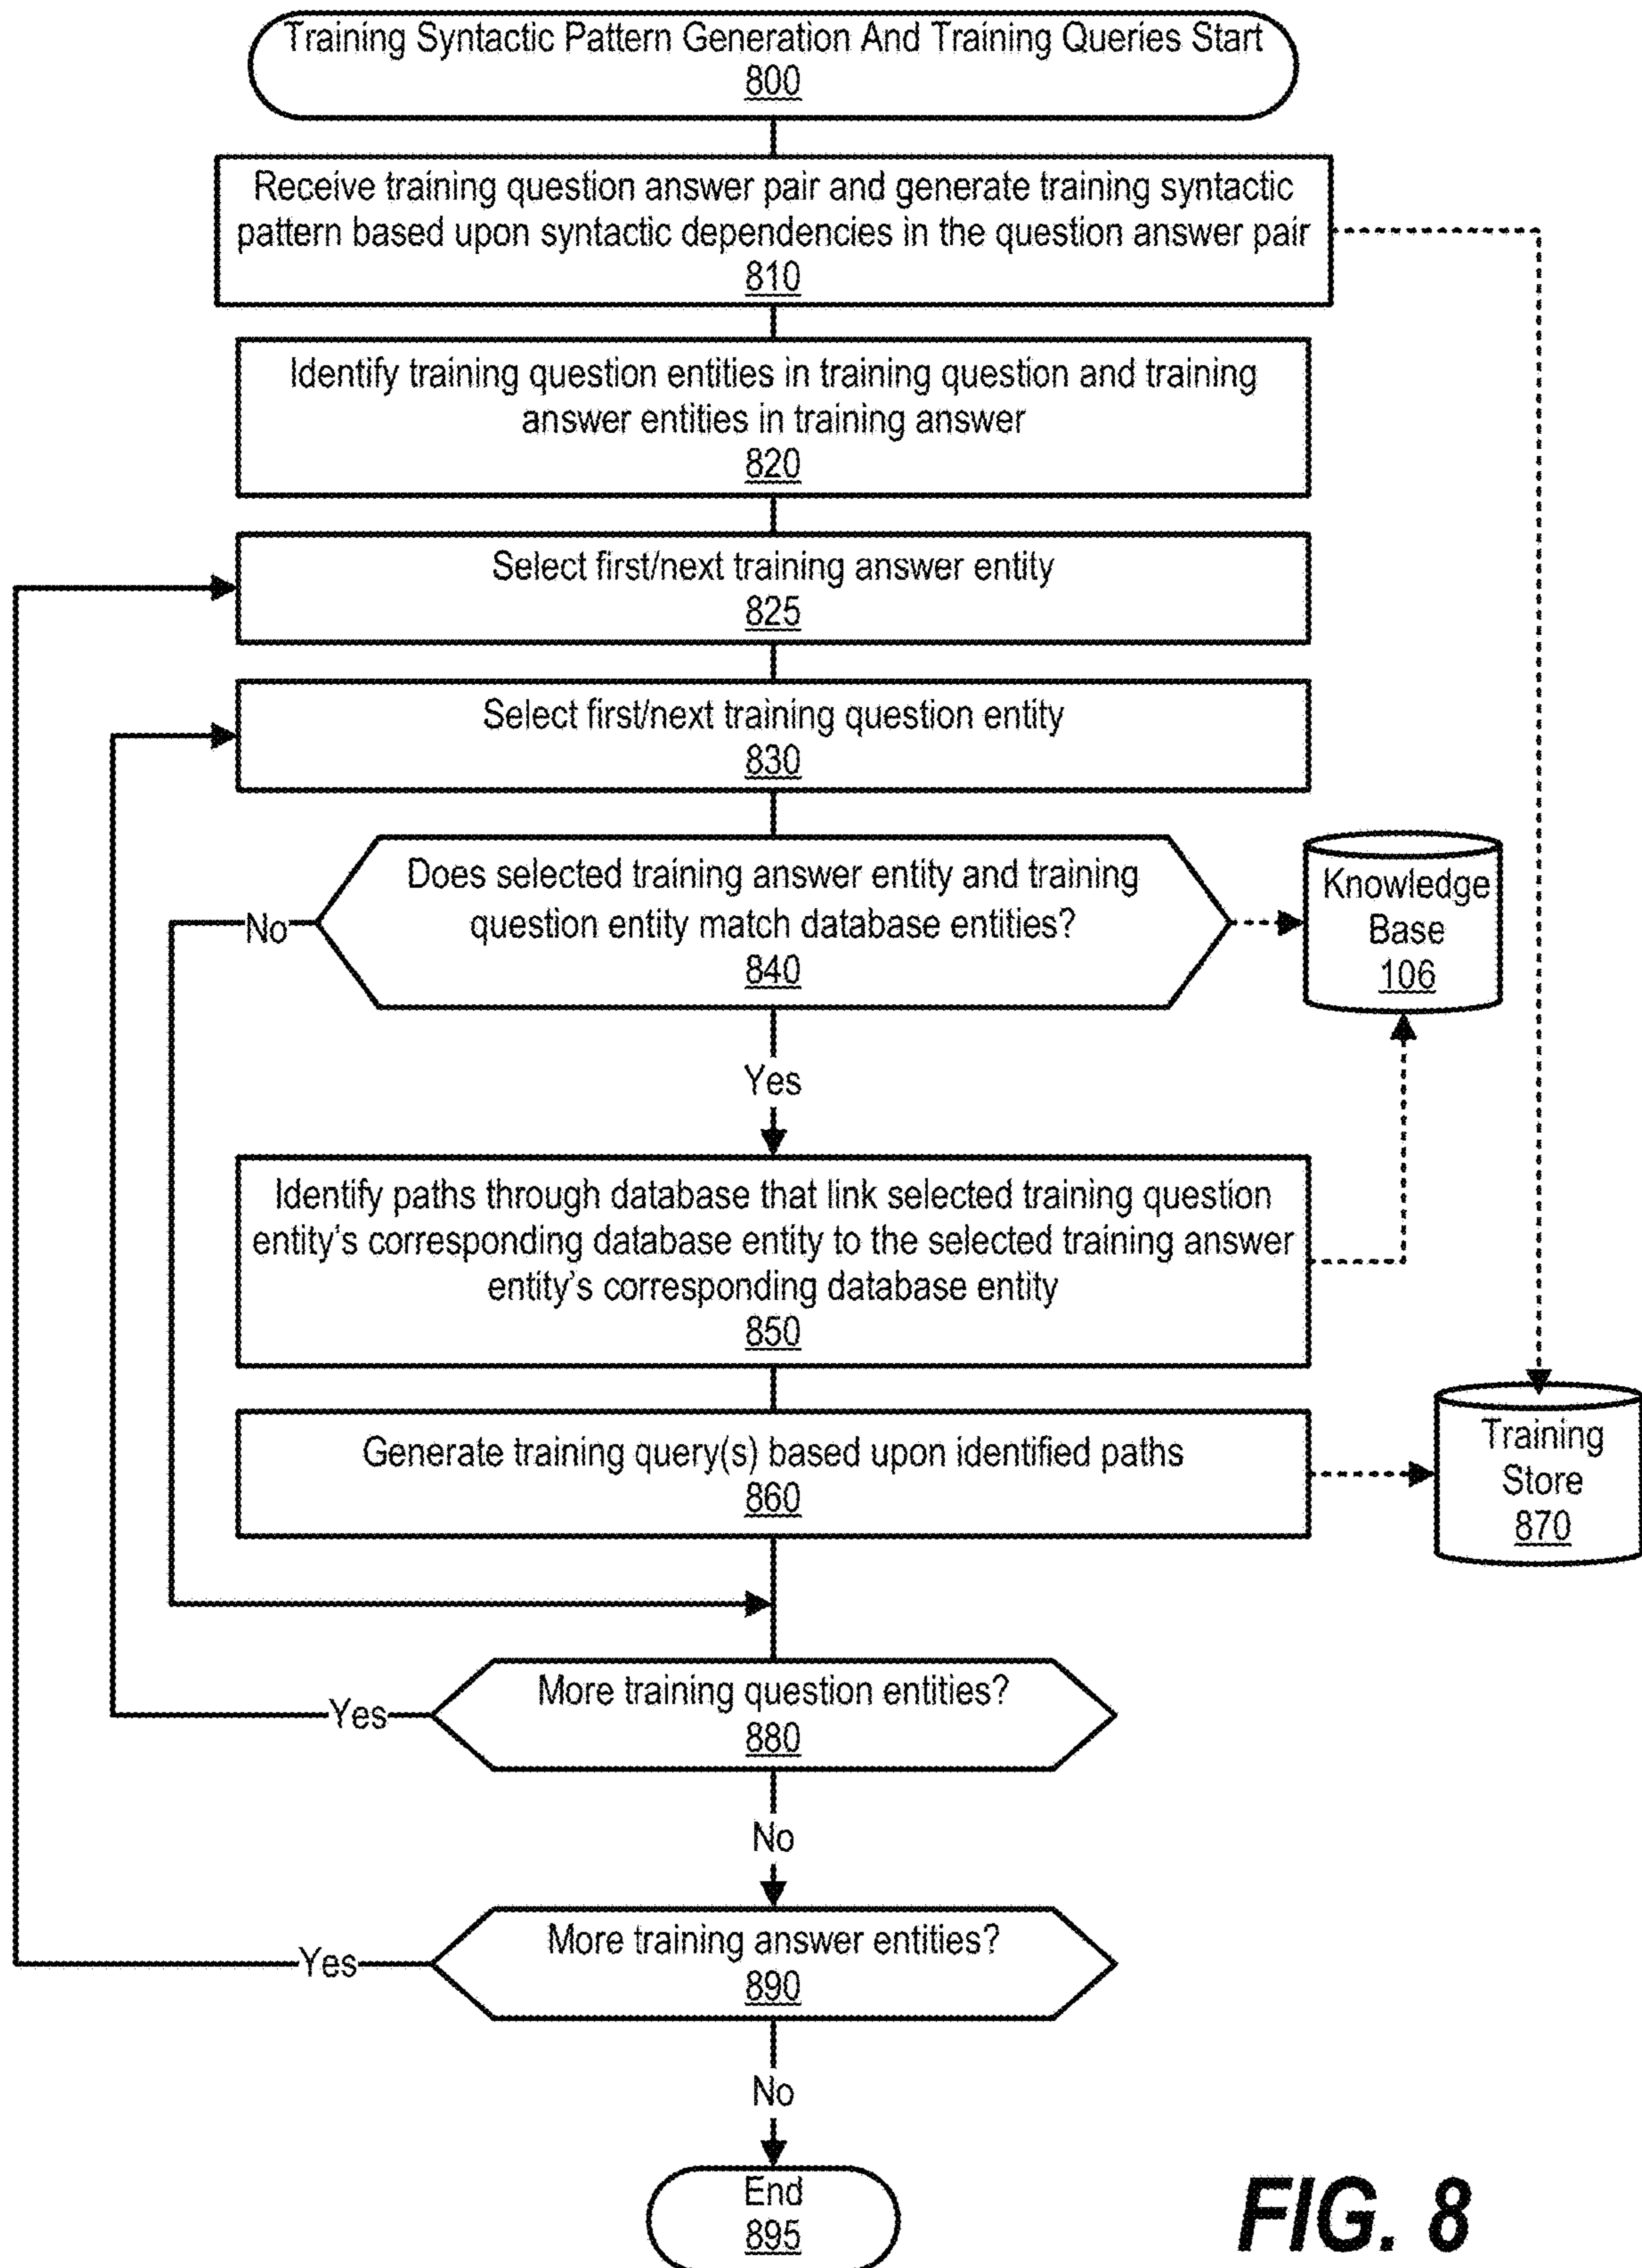 Training Syntactic Pattern Generation And Training Queries Start
800
Receive training question answer pair and generate training syntactic
pattern based upon syntactic dependencies in the question answer pair
810
Identify training question entities in training question and training
answer entities in training answer
820
Select first/next training answer entity
825
Select first/next training question entity
830
Does selected training answer entity and training
question entity match database entities?
840
No
Knowledge
Base
106
Yes
Identify paths through database that link selected training question
entity's corresponding database entity to the selected training answer
entity's corresponding database entity
850
Generate training query(s) based upon identified paths
860
Training
Store
870
More training question entities?
880
Yes
No
More training answer entities?
890
Yes
No
End
895
FIG. 8